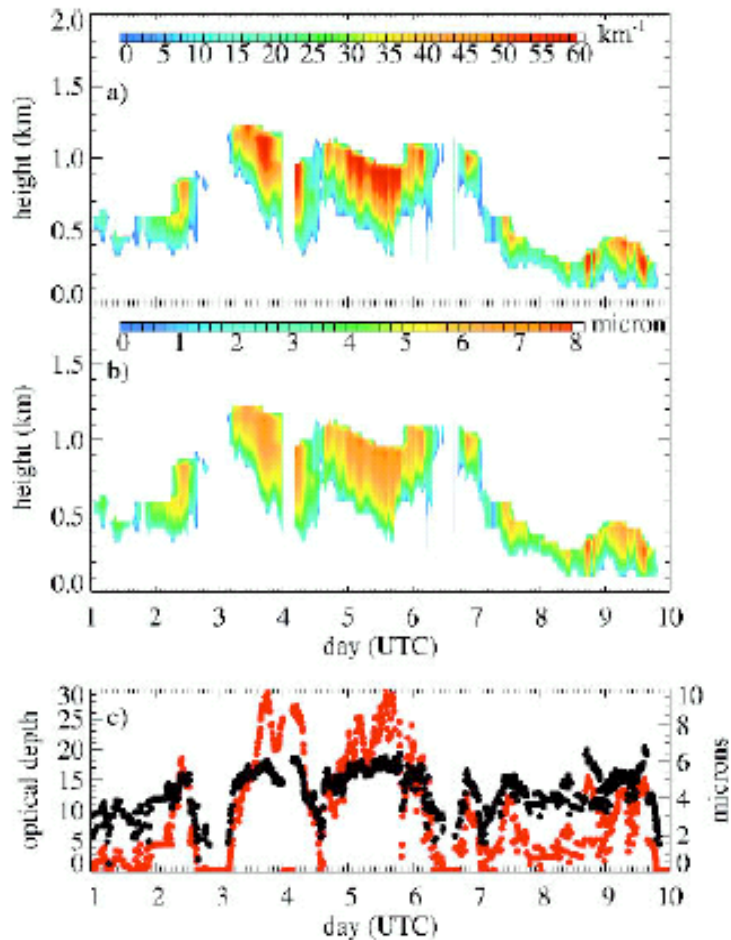 2.0
0 5 10 15 20 25 30 35 40 45 50 55 60 km⁻¹
a)
1.5
1.0
0.5
0.0
height (km)
0 1 2 3 4 5 6 7 8 micron
b)
1.5
1.0
0.5
0.0
height (km)
1 2 3 4 5 6 7 8 9 10
day (UTC)
c)
30
25
20
15
10
5
0
optical depth
10
8
6
4
2
0
microns
1 2 3 4 5 6 7 8 9 10
day (UTC)